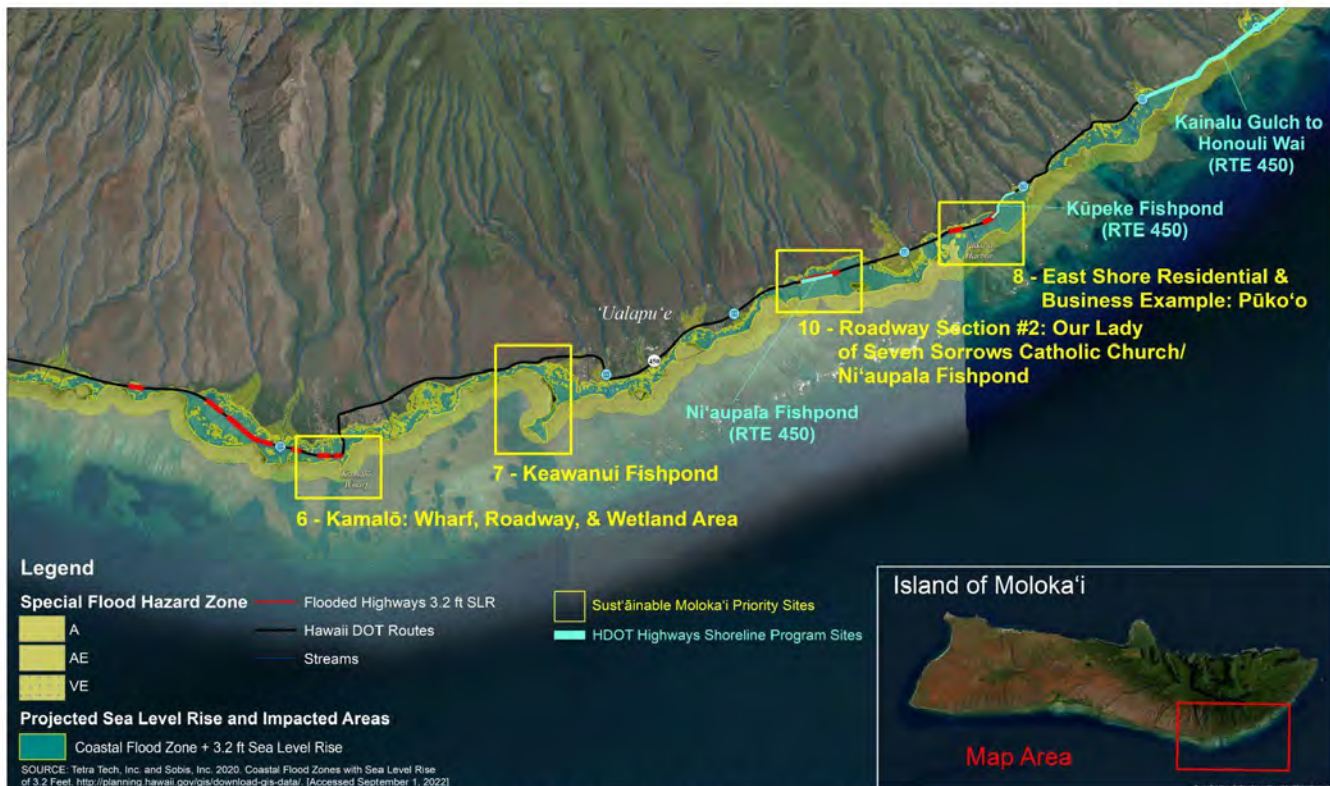 Kainalu Gulch to
Honouli Wai
(RTE 450)
Kūpeke Fishpond
(RTE 450)
8 - East Shore Residential &
Business Example: Pūko‘o
‘Ualapu‘e
450
10 - Roadway Section #2: Our Lady
of Seven Sorrows Catholic Church/
Ni‘aupala Fishpond
Ni‘aupala Fishpond
(RTE 450)
7 - Keawanui Fishpond
Wharf
6 - Kamalō: Wharf, Roadway, & Wetland Area
Legend
Special Flood Hazard Zone
A
AE
VE
Flooded Highways 3.2 ft SLR
Hawaii DOT Routes
Streams
Sust‘āinable Moloka‘i Priority Sites
HDOT Highways Shoreline Program Sites
Projected Sea Level Rise and Impacted Areas
Coastal Flood Zone + 3.2 ft Sea Level Rise
SOURCE: Tetra Tech, Inc. and Sobis, Inc. 2020. Coastal Flood Zones with Sea Level Rise
of 3.2 Feet. http://planning.hawaii.gov/gis/download-gis-data/. [Accessed September 1, 2022]
Island of Moloka‘i
Map Area